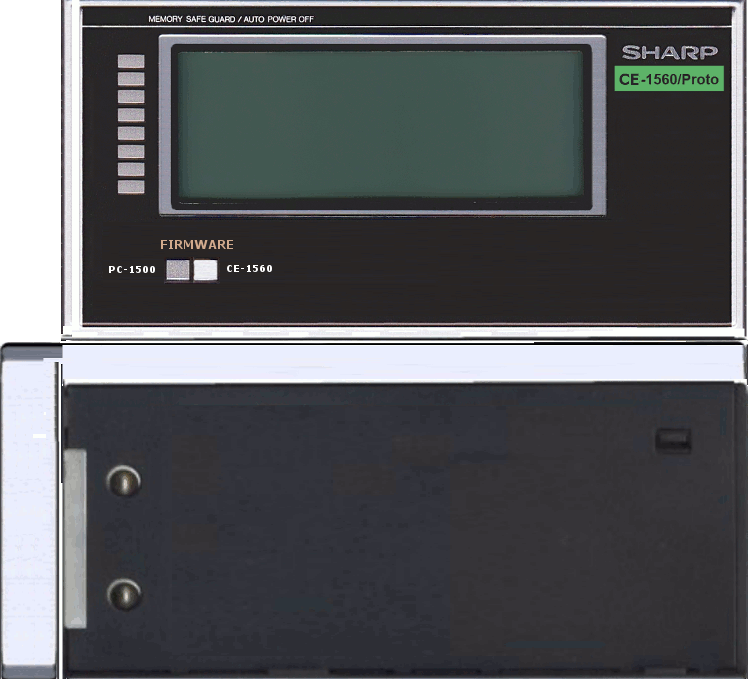 MEMORY SAFE GUARD / AUTO POWER OFF
SHARP
CE-1560/Proto
FIRMWARE
PC-1500 CE-1560